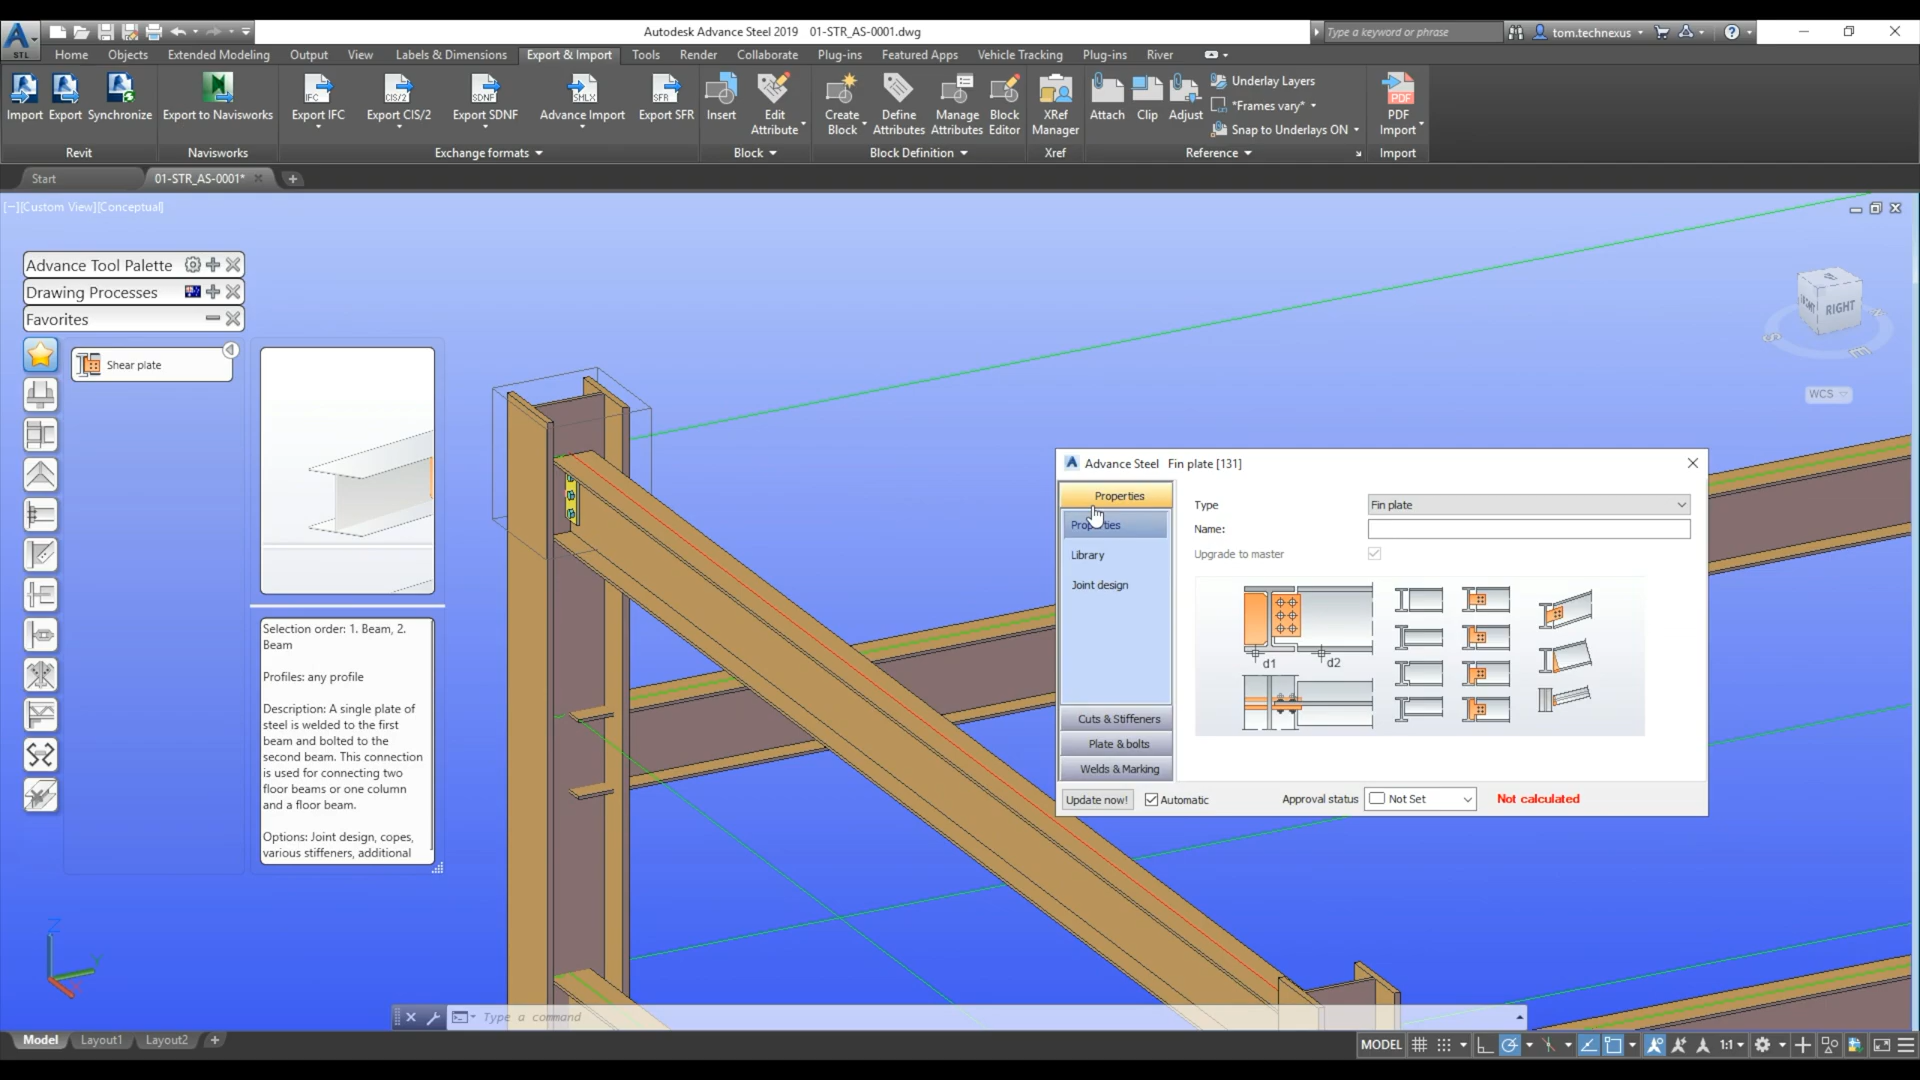 Autodesk Advance Steel 2019 01-STR_AS-0001.dwg
Type a keyword or phrase
tom.technexus
STL
Home Objects Extended Modeling Output View Labels & Dimensions Export & Import Tools Render Collaborate Plug-ins Featured Apps Vehicle Tracking Plug-ins River
Import Export Synchronize Export to Navisworks Export IFC Export CIS/2 Export SDNF Advance Import Export SFR Insert Edit Attribute Create Block Define Attributes Manage Attributes Block Editor XRef Manager Attach Clip Adjust
Underlay Layers
*Frames vary*
Snap to Underlays ON
PDF Import
Revit Navisworks Exchange formats Block Block Definition Xref Reference Import
Start 01-STR_AS-0001*
[−][Custom View][Conceptual]
Advance Tool Palette
Drawing Processes
Favorites
Shear plate
Selection order: 1. Beam, 2.
Beam
Profiles: any profile
Description: A single plate of
steel is welded to the first
beam and bolted to the
second beam. This connection
is used for connecting two
floor beams or one column
and a floor beam.
Options: Joint design, copes,
various stiffeners, additional
RIGHT
WCS
Advance Steel Fin plate [131]
Properties
Properties
Library
Joint design
Cuts & Stiffeners
Plate & bolts
Welds & Marking
Type Fin plate
Name:
Upgrade to master
d1 d2
Update now! Automatic Approval status Not Set Not calculated
Z
Type a command
Model Layout1 Layout2
MODEL 1:1